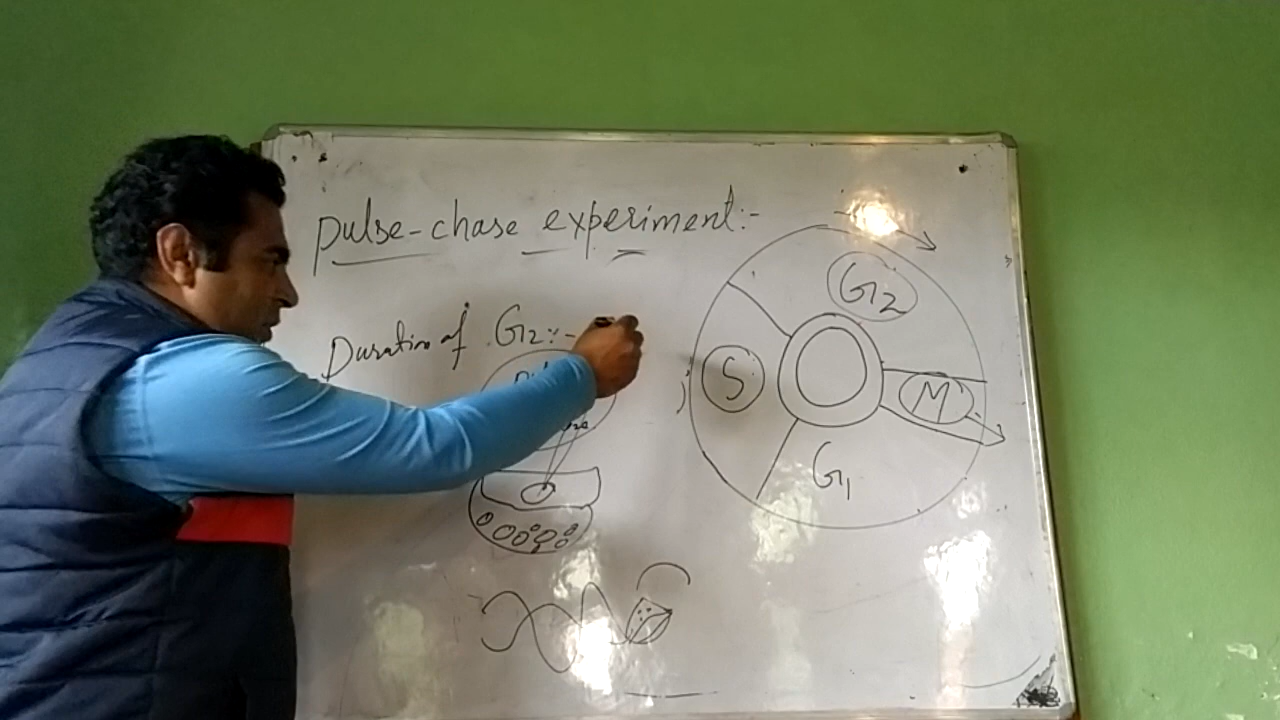 pulse-chase experiment:-
Duration of G2:-
G2
S
M
G1